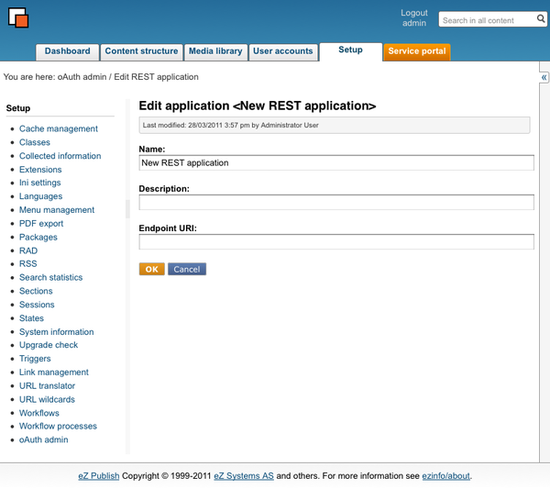 Logout
admin
Search in all content
Dashboard
Content structure
Media library
User accounts
Setup
Service portal
You are here: oAuth admin / Edit REST application
«
Setup
Cache management
Classes
Collected information
Extensions
Ini settings
Languages
Menu management
PDF export
Packages
RAD
RSS
Search statistics
Sections
Sessions
States
System information
Upgrade check
Triggers
Link management
URL translator
URL wildcards
Workflows
Workflow processes
oAuth admin
Edit application <New REST application>
Last modified: 28/03/2011 3:57 pm by Administrator User
Name:
New REST application
Description:
Endpoint URI:
OK
Cancel
eZ Publish Copyright © 1999-2011 eZ Systems AS and others. For more information see ezinfo/about.